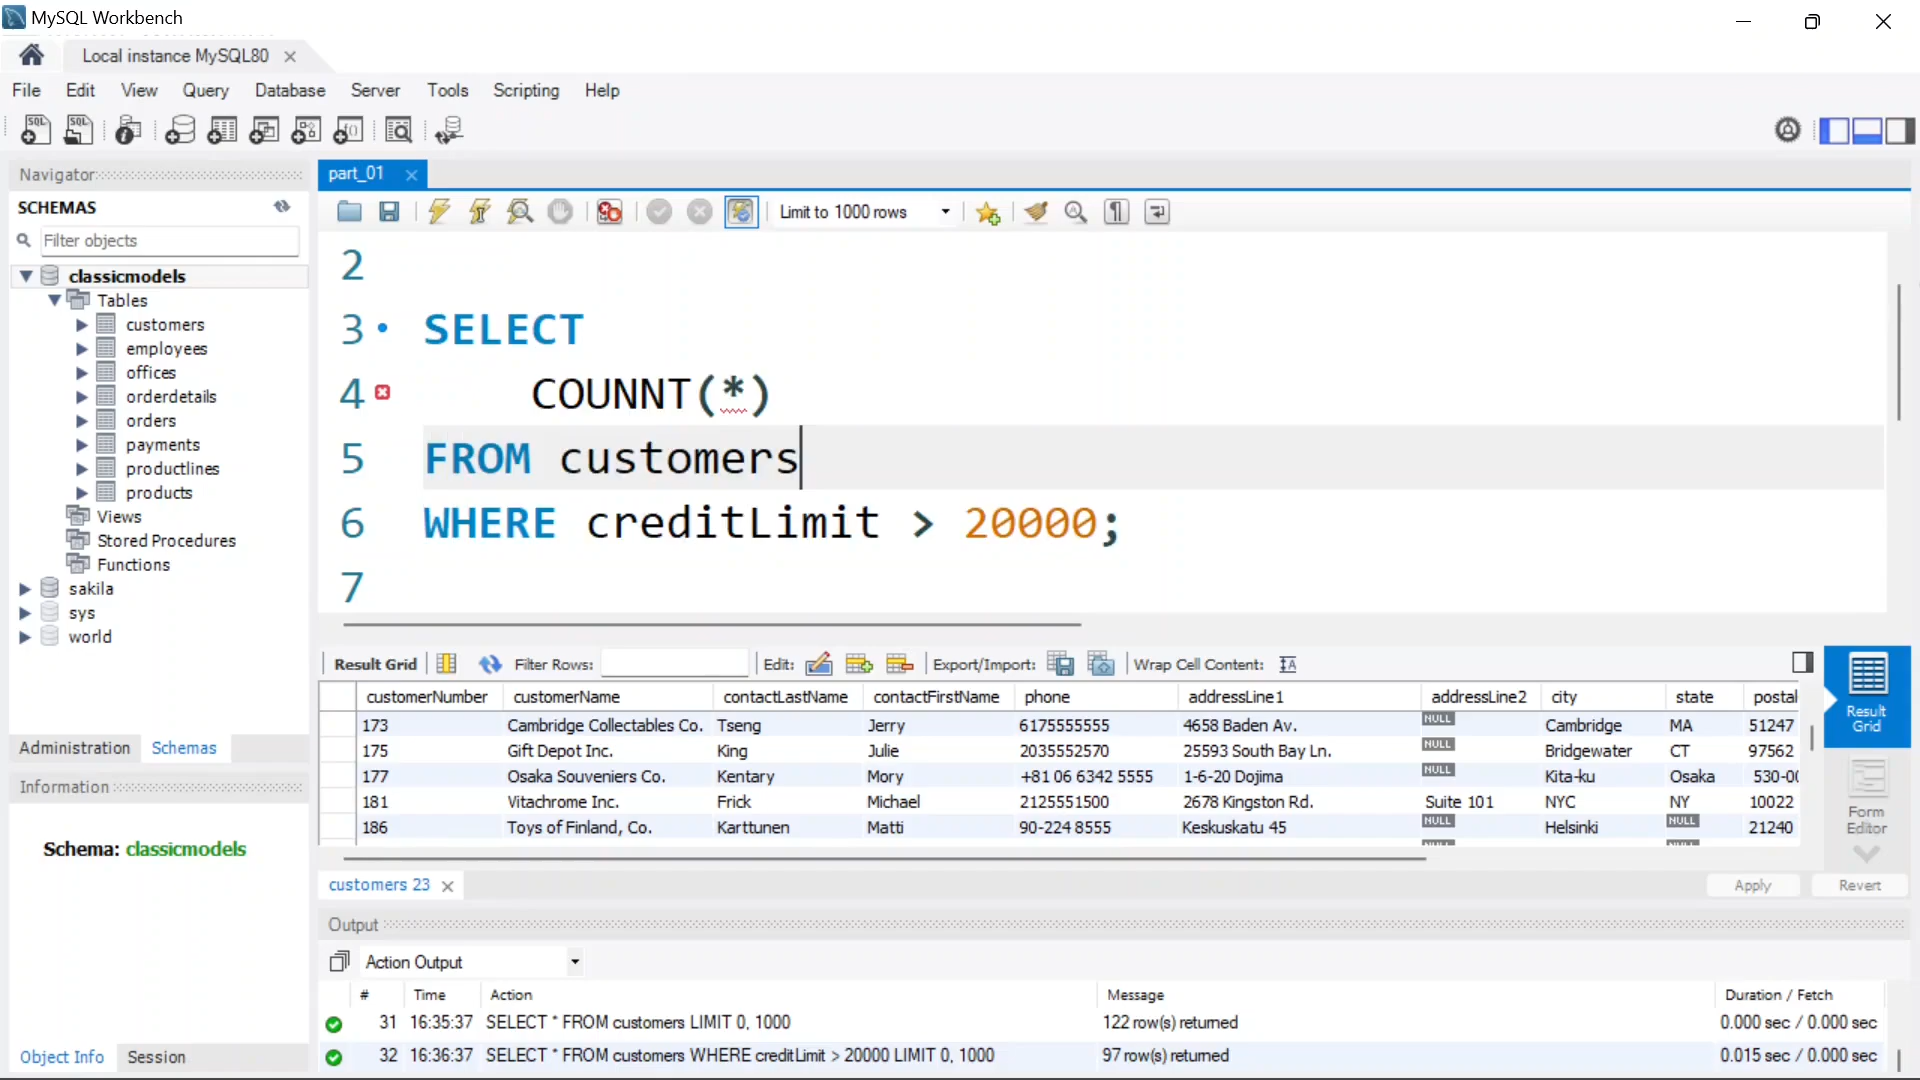 MySQL Workbench
Local instance MySQL80
File Edit View Query Database Server Tools Scripting Help
Navigator
part_01
SCHEMAS
Limit to 1000 rows
Filter objects
classicmodels
Tables
customers
employees
offices
orderdetails
orders
payments
productlines
products
Views
Stored Procedures
Functions
sakila
sys
world
2
3 SELECT
4 COUNNT(*)
5 FROM customers
6 WHERE creditLimit > 20000;
7
Administration Schemas
Information
Schema: classicmodels
Object Info Session
Result Grid Filter Rows: Edit: Export/Import: Wrap Cell Content: IA
customerNumber customerName contactLastName contactFirstName phone addressLine1 addressLine2 city state postal
173 Cambridge Collectables Co. Tseng Jerry 6175555555 4658 Baden Av. NULL Cambridge MA 51247
175 Gift Depot Inc. King Julie 2035552570 25593 South Bay Ln. NULL Bridgewater CT 97562
177 Osaka Souveniers Co. Kentary Mory +81 06 6342 5555 1-6-20 Dojima NULL Kita-ku Osaka 530-00
181 Vitachrome Inc. Frick Michael 2125551500 2678 Kingston Rd. Suite 101 NYC NY 10022
186 Toys of Finland, Co. Karttunen Matti 90-224 8555 Keskuskatu 45 NULL Helsinki NULL 21240
Result
Grid
Form
Editor
customers 23
Apply Revert
Output
Action Output
# Time Action Message Duration / Fetch
31 16:35:37 SELECT * FROM customers LIMIT 0, 1000 122 row(s) returned 0.000 sec / 0.000 sec
32 16:36:37 SELECT * FROM customers WHERE creditLimit > 20000 LIMIT 0, 1000 97 row(s) returned 0.015 sec / 0.000 sec